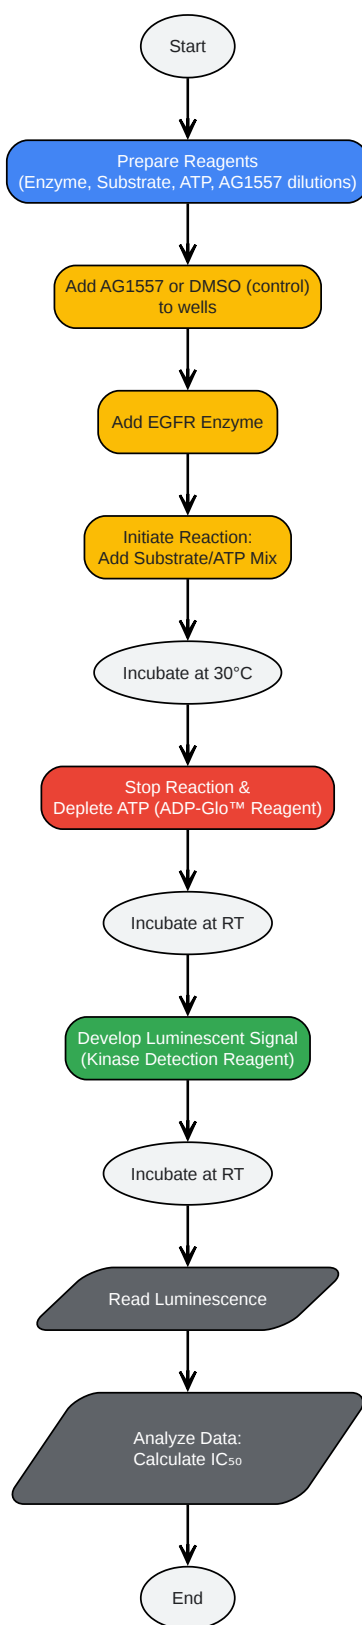 Start
Prepare Reagents
(Enzyme, Substrate, ATP, AG1557 dilutions)
Add AG1557 or DMSO (control)
to wells
Add EGFR Enzyme
Initiate Reaction:
Add Substrate/ATP Mix
Incubate at 30°C
Stop Reaction &
Deplete ATP (ADP-Glo™ Reagent)
Incubate at RT
Develop Luminescent Signal
(Kinase Detection Reagent)
Incubate at RT
Read Luminescence
Analyze Data:
Calculate IC₅₀
End